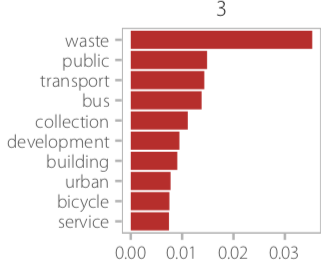 3
waste
public
transport
bus
collection
development
building
urban
bicycle
service
0.00 0.01 0.02 0.03